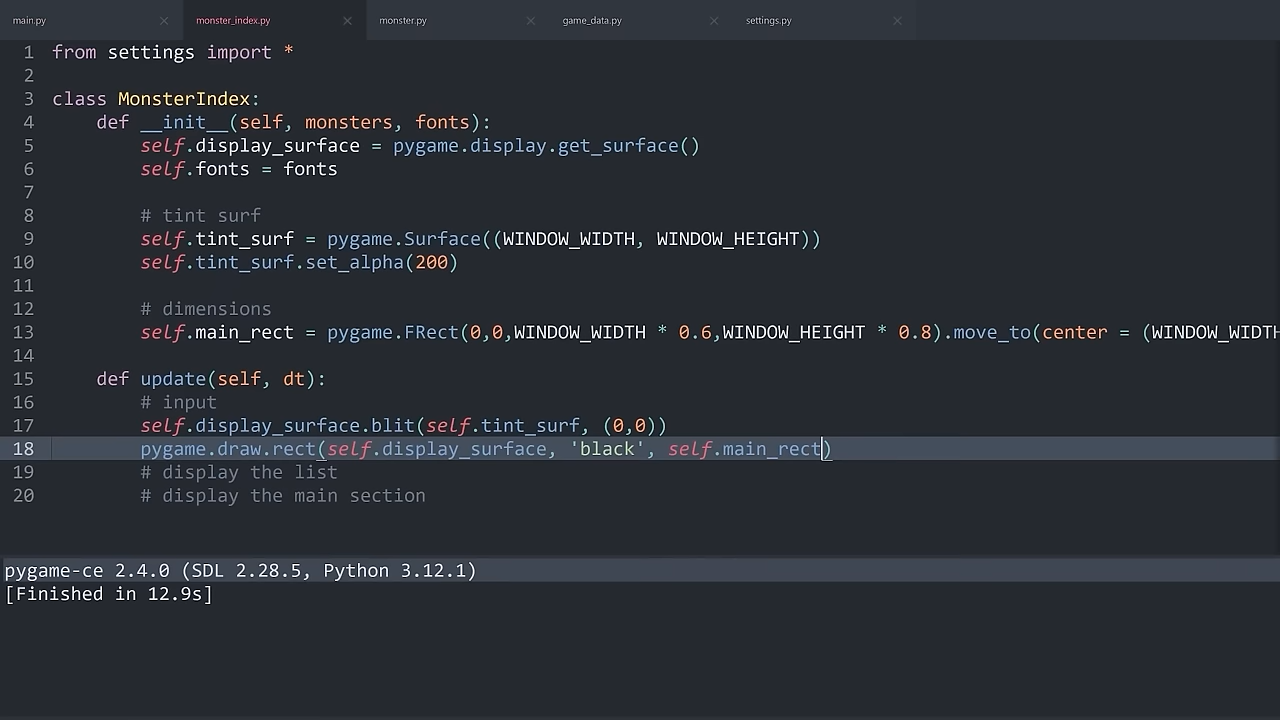 main.py monster_index.py monster.py game_data.py settings.py
1 from settings import *
2
3 class MonsterIndex:
4 def __init__(self, monsters, fonts):
5 self.display_surface = pygame.display.get_surface()
6 self.fonts = fonts
7
8 # tint surf
9 self.tint_surf = pygame.Surface((WINDOW_WIDTH, WINDOW_HEIGHT))
10 self.tint_surf.set_alpha(200)
11
12 # dimensions
13 self.main_rect = pygame.FRect(0,0,WINDOW_WIDTH * 0.6,WINDOW_HEIGHT * 0.8).move_to(center = (WINDOW_WIDTH
14
15 def update(self, dt):
16 # input
17 self.display_surface.blit(self.tint_surf, (0,0))
18 pygame.draw.rect(self.display_surface, 'black', self.main_rect)
19 # display the list
20 # display the main section
pygame-ce 2.4.0 (SDL 2.28.5, Python 3.12.1)
[Finished in 12.9s]